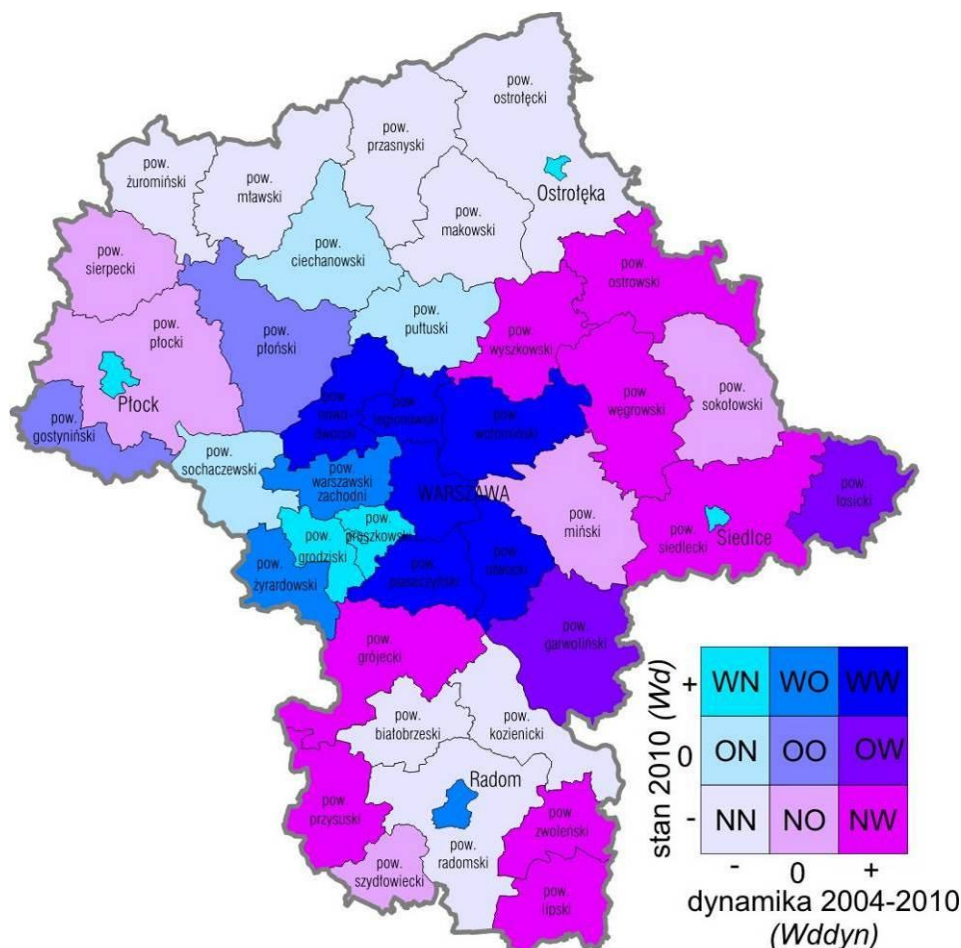 pow.
ostrołęcki
pow.
przasnyski
pow.
żuromiński
pow.
mławski
Ostrołęka
pow.
makowski
pow.
ciechanowski
pow.
sierpecki
pow.
ostrowski
pow.
pułtuski
pow.
płocki
pow.
płoński
pow.
wyszkowski
Płock
pow.
gostyniński
pow.
nowo
dworski
legionowski
wołomiński
pow.
węgrowski
pow.
sokołowski
pow.
sochaczewski
pow.
warszawski
zachodni
WARSZAWA
pow.
łosicki
pow.
miński
pow.
siedlecki
Siedlce
pow.
pruszkowski
pow.
grodziski
pow.
żyrardowski
pow.
piaseczyński
otwocki
pow.
garwoliński
pow.
grójecki
pow.
białobrzeski
pow.
kozienicki
Radom
pow.
przysuski
pow.
zwoleński
pow.
radomski
pow.
szydłowiecki
pow.
lipski
stan 2010 (Wd)
+ WN WO WW
0 ON OO OW
- NN NO NW
- 0 +
dynamika 2004-2010
(Wddyn)